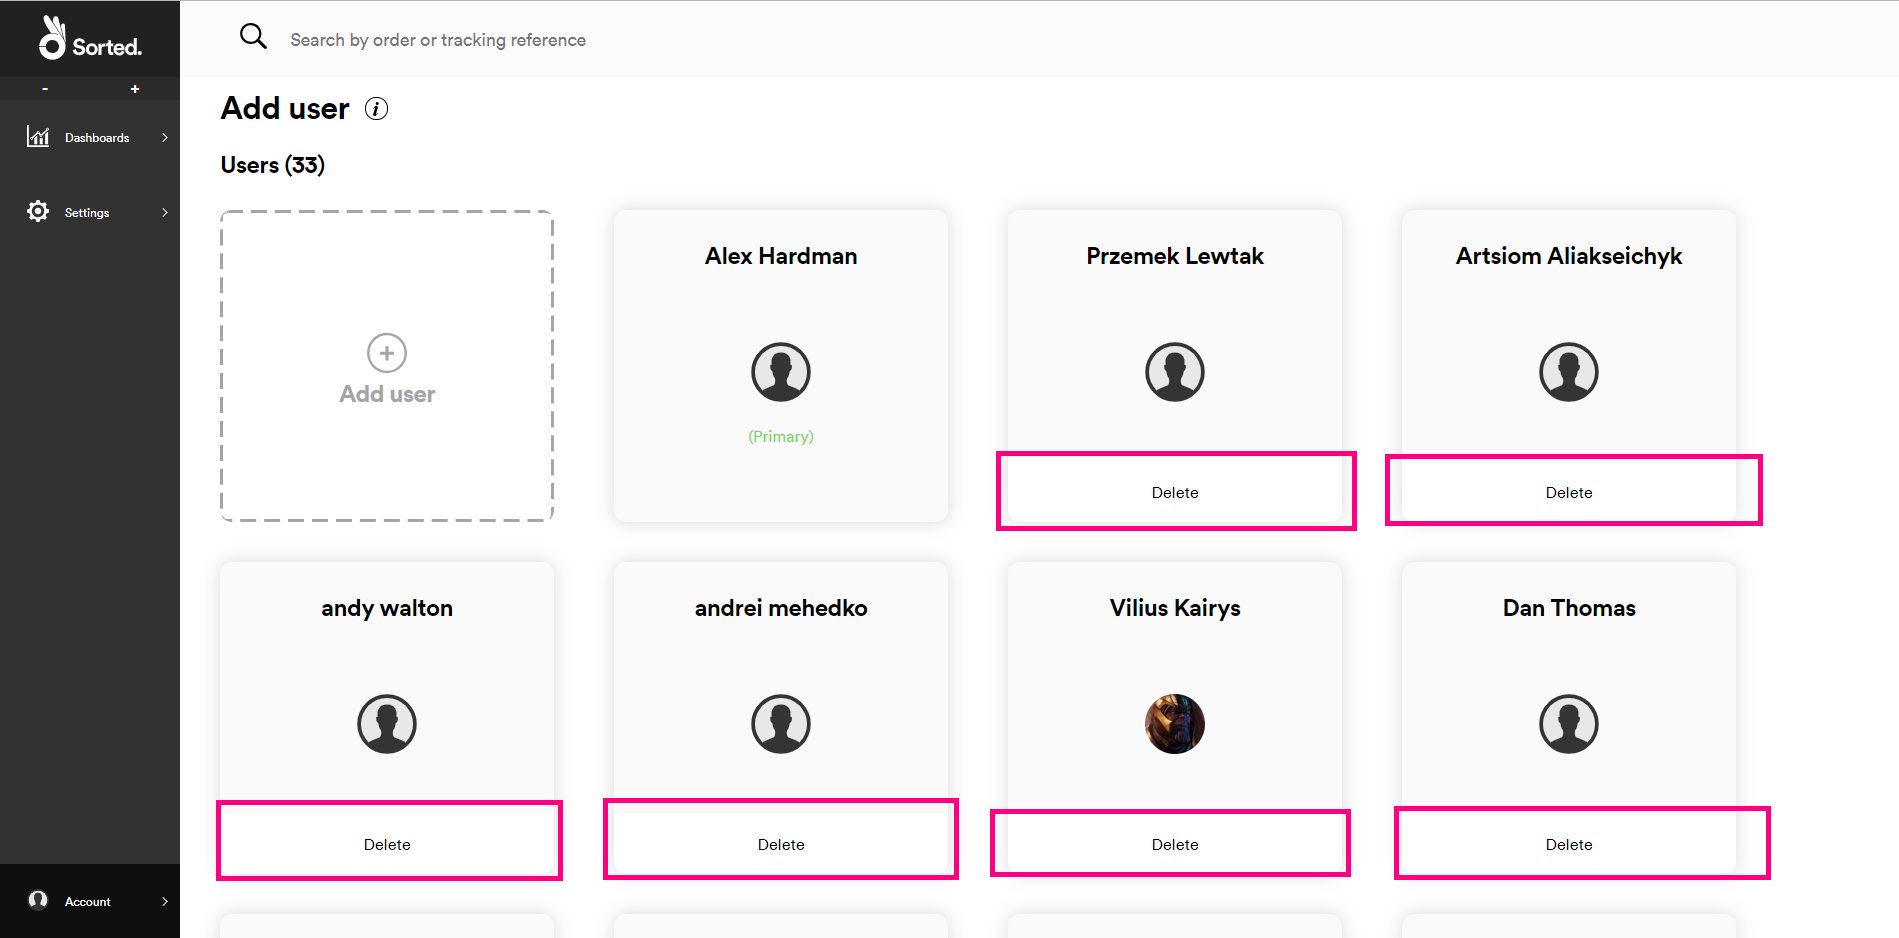 Sorted.
- +
Search by order or tracking reference
Dashboards
Settings
Account
Add user i
Users (33)
Add user
Alex Hardman
(Primary)
Przemek Lewtak
Delete
Artsiom Aliakseichyk
Delete
andy walton
Delete
andrei mehedko
Delete
Vilius Kairys
Delete
Dan Thomas
Delete